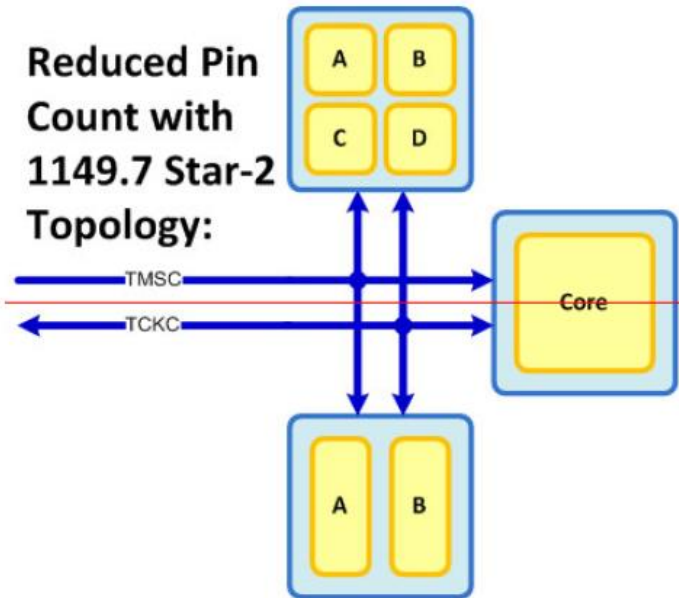 Reduced Pin
Count with
1149.7 Star-2
Topology:
A
B
C
D
TMSC
TCKC
Core
A
B